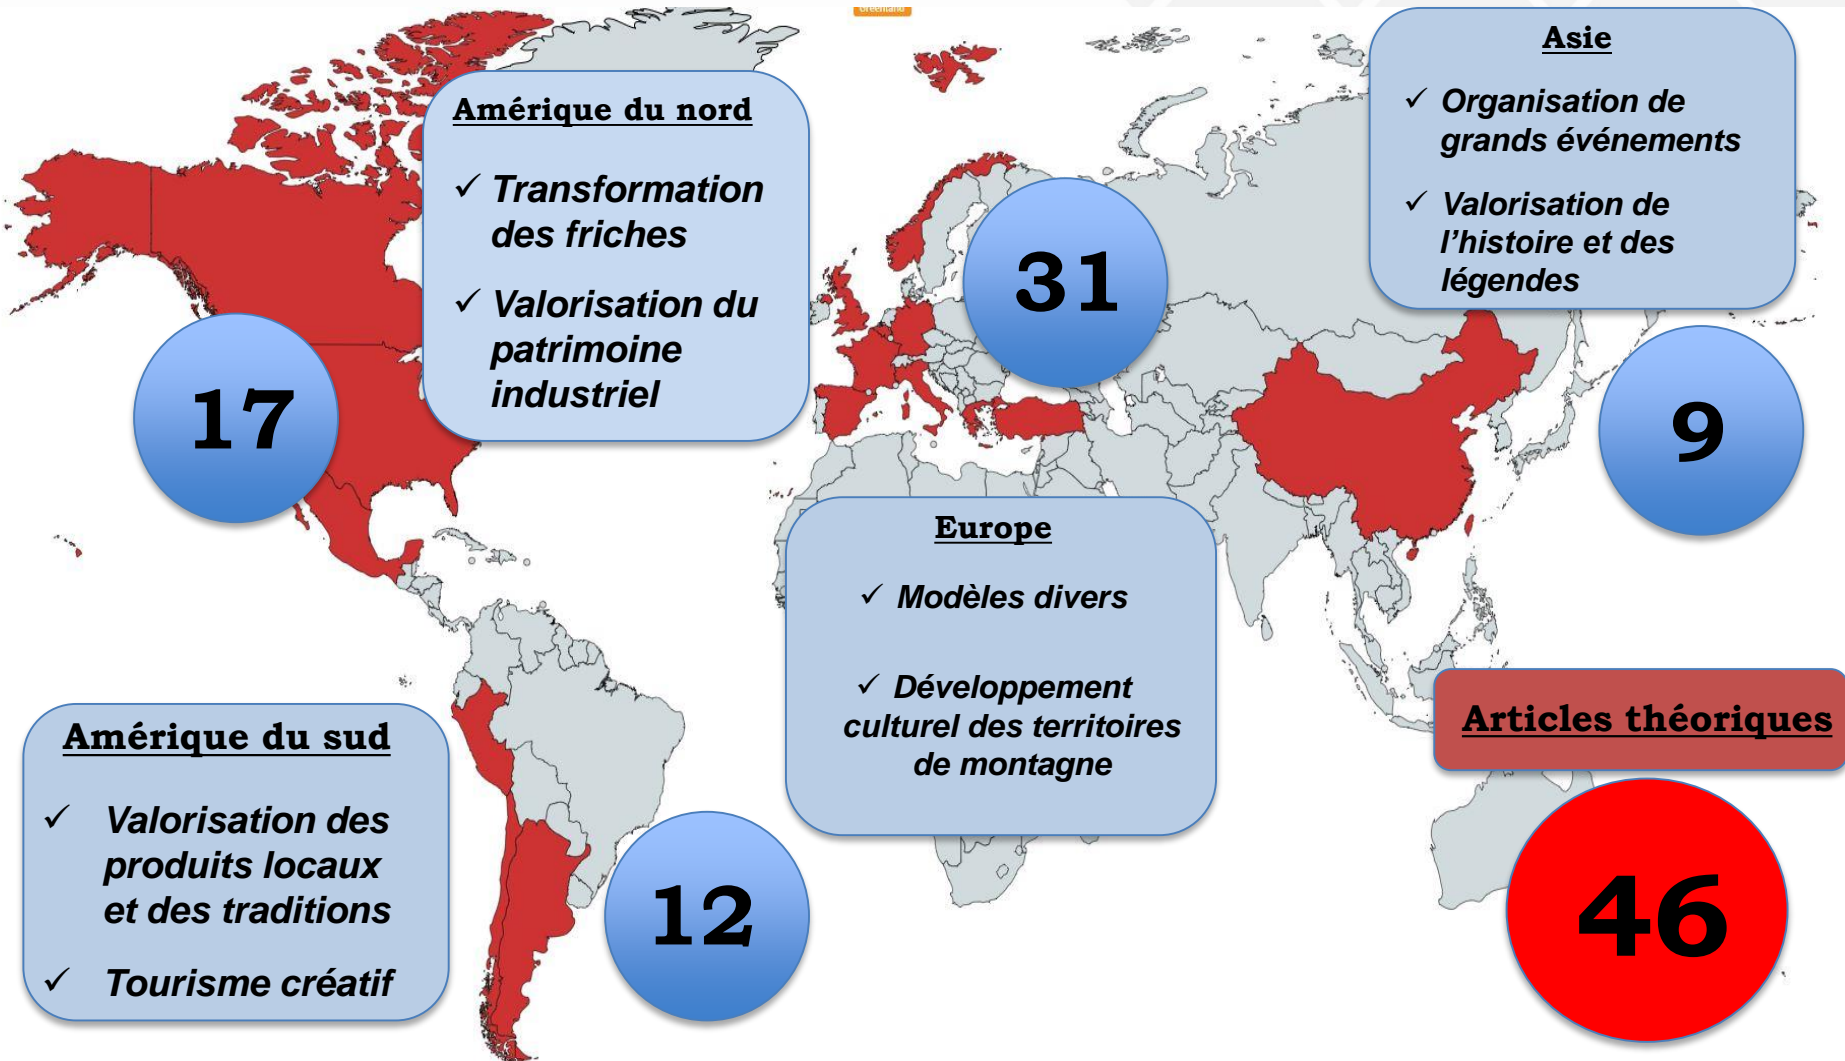 Greenland
Amérique du nord
✓ Transformation
des friches
✓ Valorisation du
patrimoine
industriel
17
31
Asie
✓ Organisation de
grands événements
✓ Valorisation de
l’histoire et des
légendes
9
Europe
✓ Modèles divers
✓ Développement
culturel des territoires
de montagne
Amérique du sud
✓ Valorisation des
produits locaux
et des traditions
✓ Tourisme créatif
12
Articles théoriques
46